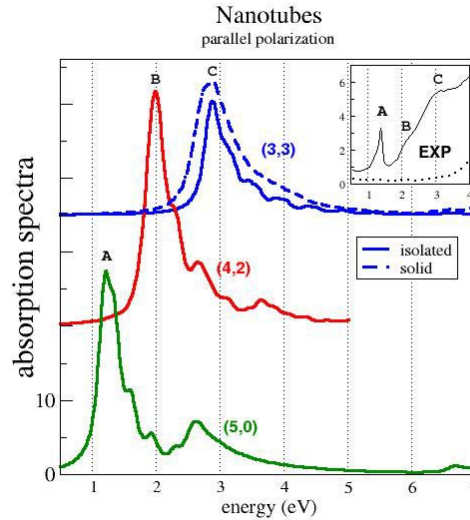 Nanotubes
parallel polarization
A
B
C
A
B
C
EXP
6
4
2
0
1
2
3
4
(3,3)
isolated
solid
(4,2)
(5,0)
absorption spectra
10
0
1
2
3
4
5
6
energy (eV)